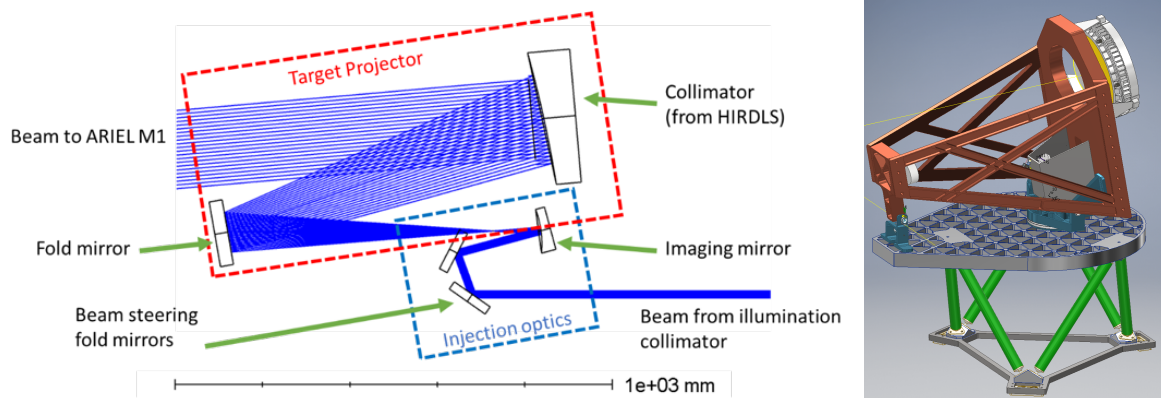 Target Projector
Collimator
(from HIRDLS)
Beam to ARIEL M1
Fold mirror
Imaging mirror
Beam steering
fold mirrors
Injection optics
Beam from illumination
collimator
1e+03 mm